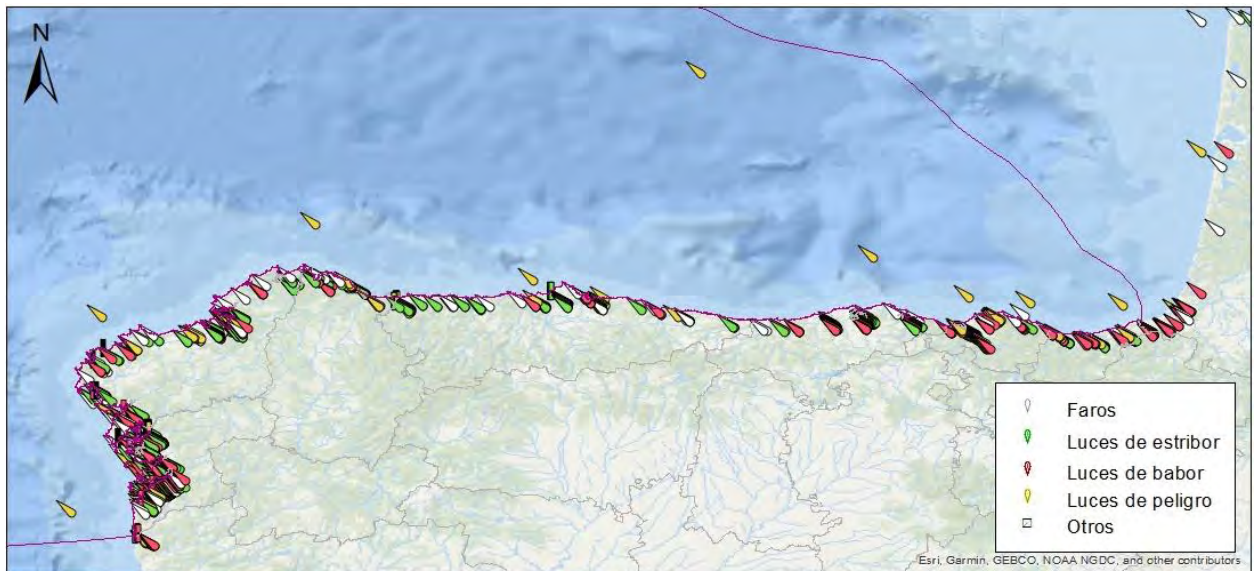 N
Faros
Luces de estribor
Luces de babor
Luces de peligro
Otros
Esri, Garmin, GEBCO, NOAA NGDC, and other contributors